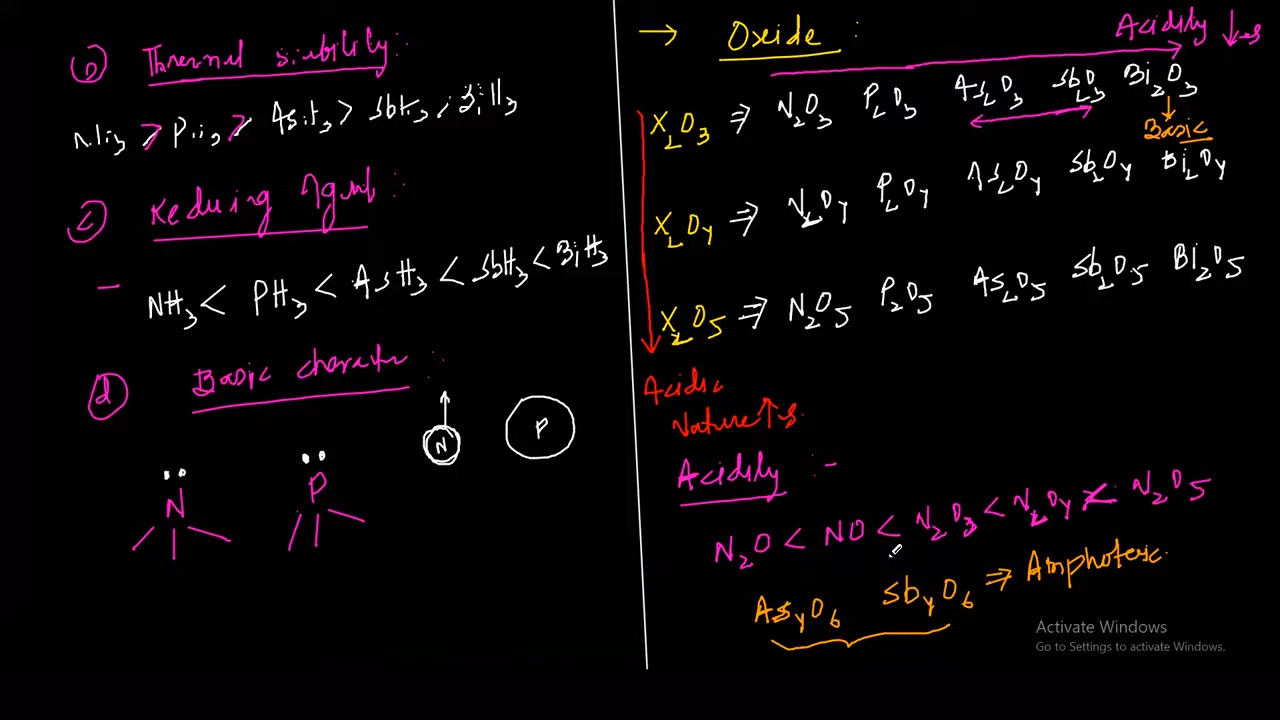 (b) Thermal stability :
NH3 > PH3 > AsH3 > SbH3 > BiH3
(c) Reducing Agent :
- NH3 < PH3 < AsH3 < SbH3 < BiH3
(d) Basic character :
N P
N P
→ Oxide :
Acidity ↓es
X2O3 ⇒ N2O3 P2O3 As2O3 Sb2O3 Bi2O3
Basic
X2O4 ⇒ N2O4 P2O4 As2O4 Sb2O4 Bi2O4
X2O5 ⇒ N2O5 P2O5 As2O5 Sb2O5 Bi2O5
Acidic
Nature ↑s
Acidity :-
N2O < NO < N2O3 < N2O4 < N2O5
As4O6 Sb4O6 ⇒ Amphoteric
Activate Windows
Go to Settings to activate Windows.